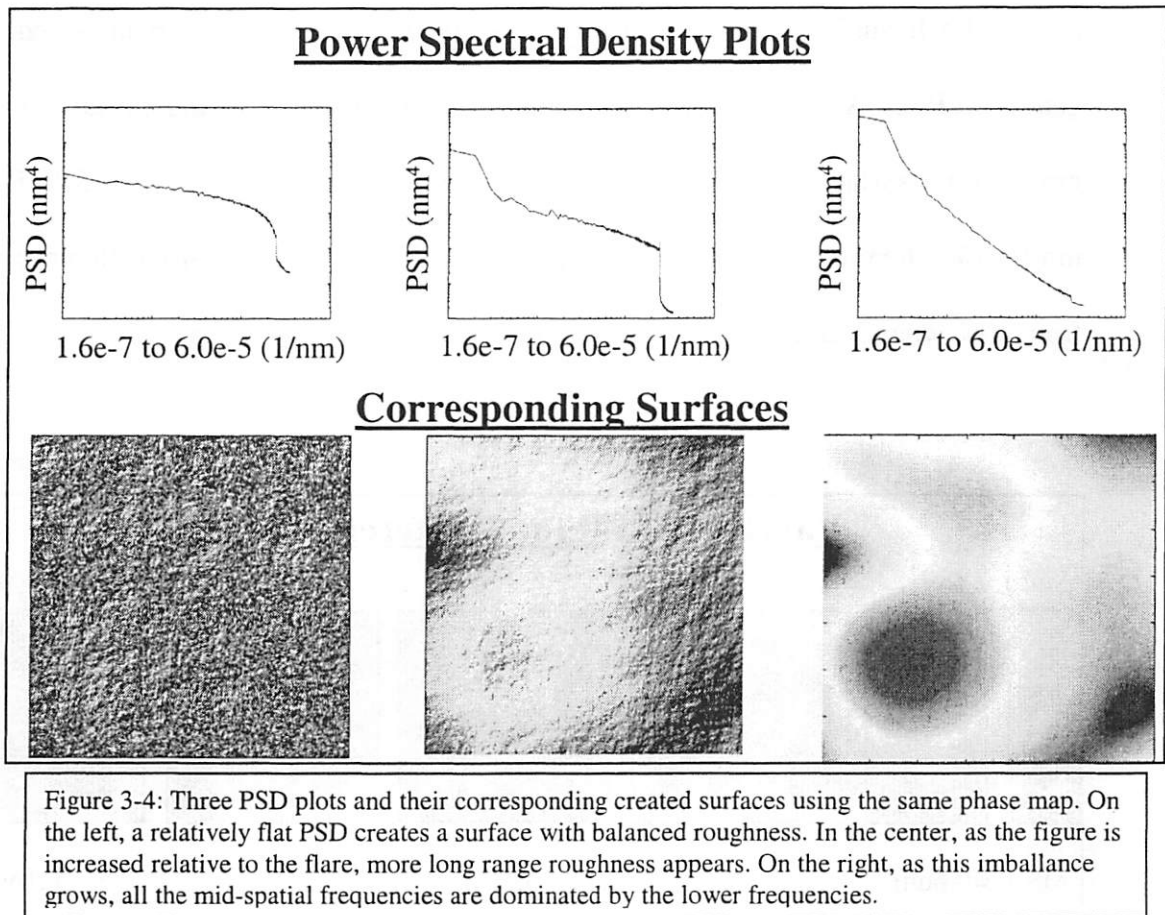 Power Spectral Density Plots
PSD (nm⁴)
PSD (nm⁴)
PSD (nm⁴)
1.6e-7 to 6.0e-5 (1/nm)
1.6e-7 to 6.0e-5 (1/nm)
1.6e-7 to 6.0e-5 (1/nm)
Corresponding Surfaces
Figure 3-4: Three PSD plots and their corresponding created surfaces using the same phase map. On
the left, a relatively flat PSD creates a surface with balanced roughness. In the center, as the figure is
increased relative to the flare, more long range roughness appears. On the right, as this imballance
grows, all the mid-spatial frequencies are dominated by the lower frequencies.